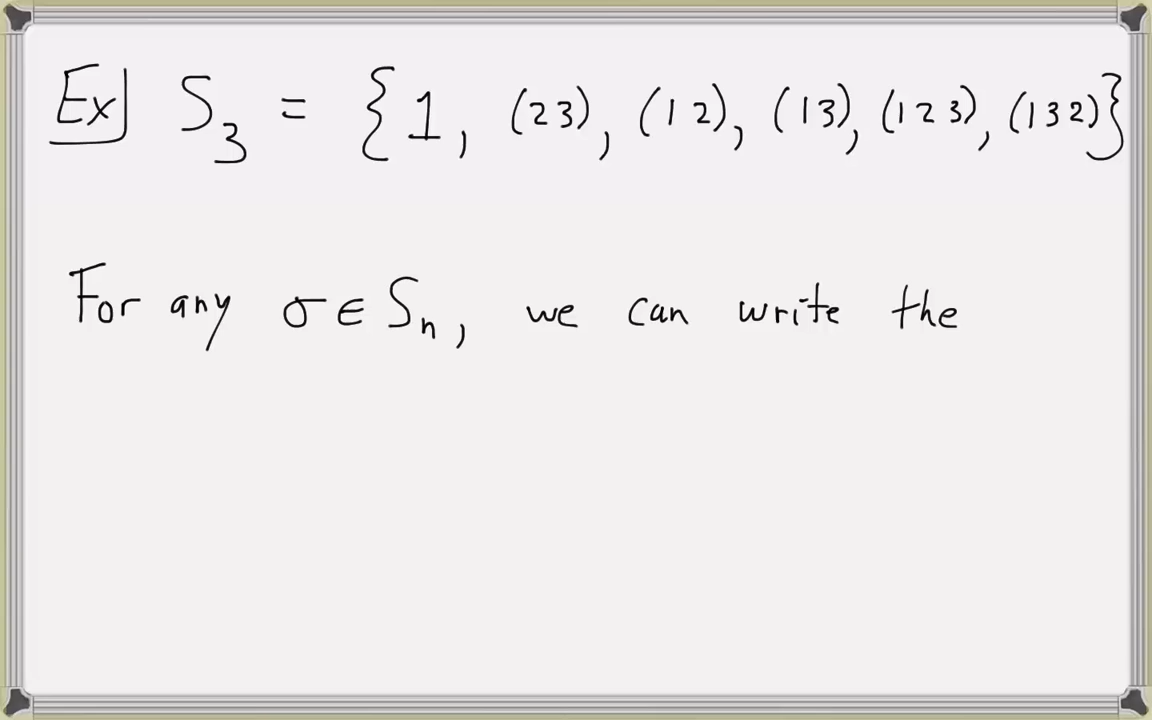 Ex S₃ = {1, (23), (12), (13), (123), (132)}
For any σ ∈ Sₙ, we can write the